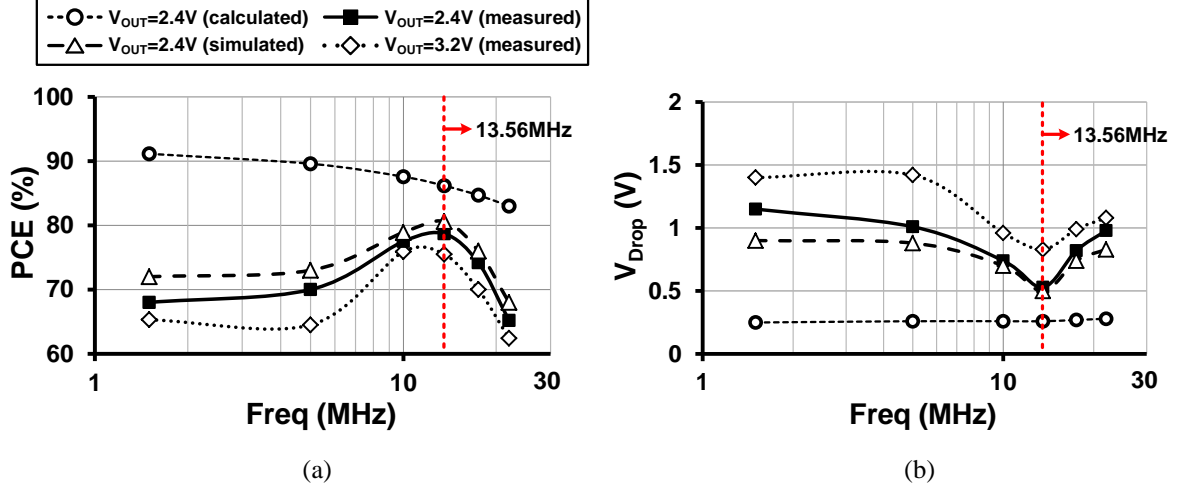 V_OUT=2.4V (calculated) V_OUT=2.4V (measured)
V_OUT=2.4V (simulated) V_OUT=3.2V (measured)
100
90
80
70
60
PCE (%)
13.56MHz
1 10 30
Freq (MHz)
(a)
2
1.5
1
0.5
0
V_Drop (V)
13.56MHz
1 10 30
Freq (MHz)
(b)